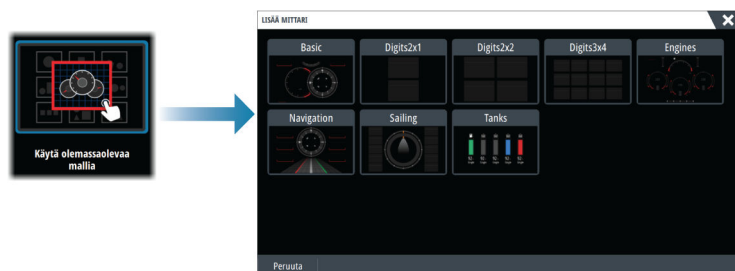 LISÄÄ MITTARI
Basic
Digits2x1
Digits2x2
Digits3x4
Engines
Navigation
Sailing
Tanks
Käytä olemassaolevaa
mallia
Peruuta